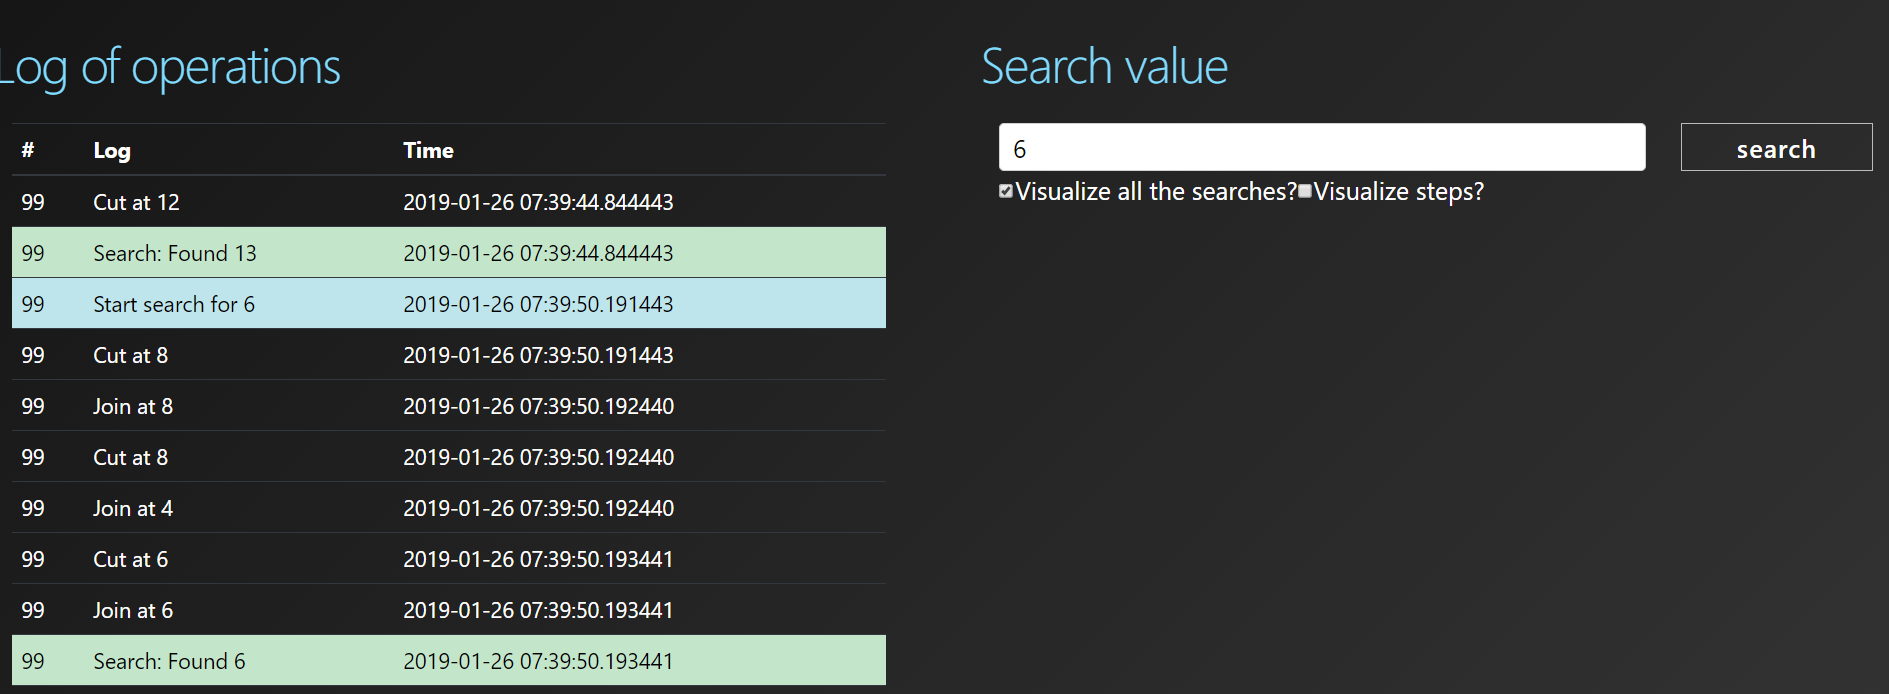 Log of operations
# Log Time
99 Cut at 12 2019-01-26 07:39:44.844443
99 Search: Found 13 2019-01-26 07:39:44.844443
99 Start search for 6 2019-01-26 07:39:50.191443
99 Cut at 8 2019-01-26 07:39:50.191443
99 Join at 8 2019-01-26 07:39:50.192440
99 Cut at 8 2019-01-26 07:39:50.192440
99 Join at 4 2019-01-26 07:39:50.192440
99 Cut at 6 2019-01-26 07:39:50.193441
99 Join at 6 2019-01-26 07:39:50.193441
99 Search: Found 6 2019-01-26 07:39:50.193441
Search value
6 search
Visualize all the searches? Visualize steps?